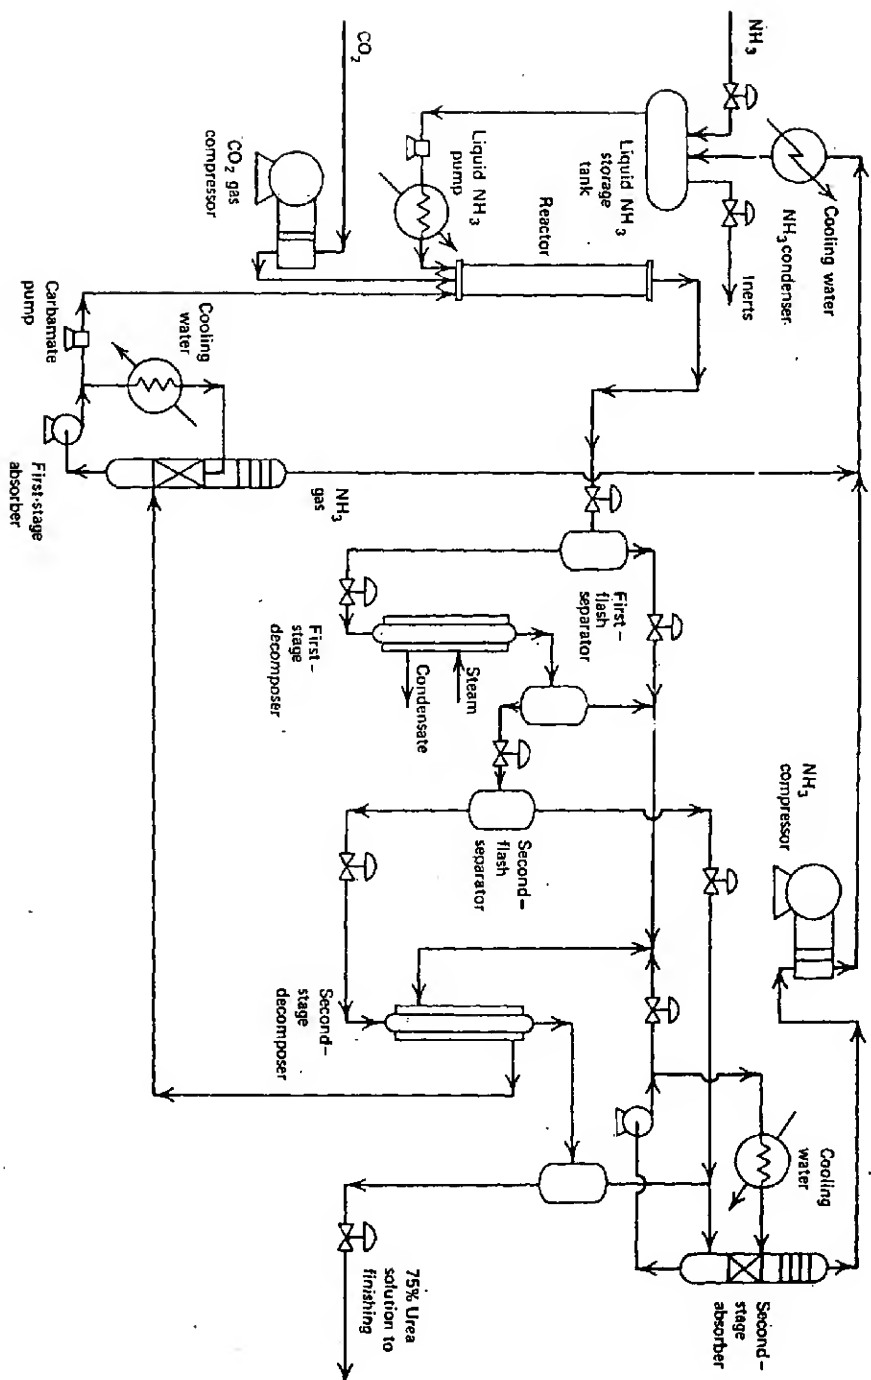 NH3
Cooling water
NH3 condenser
Inerts
Liquid NH3
storage
tank
Liquid NH3
pump
Reactor
CO2
CO2 gas
compressor
Cooling
water
Carbamate
pump
First-stage
absorber
NH3
gas
First–
flash
separator
First–
stage
decomposer
Steam
Condensate
Second–
flash
separator
NH3
compressor
Second–
stage
decomposer
Cooling
water
Second–
stage
absorber
75% Urea
solution to
finishing